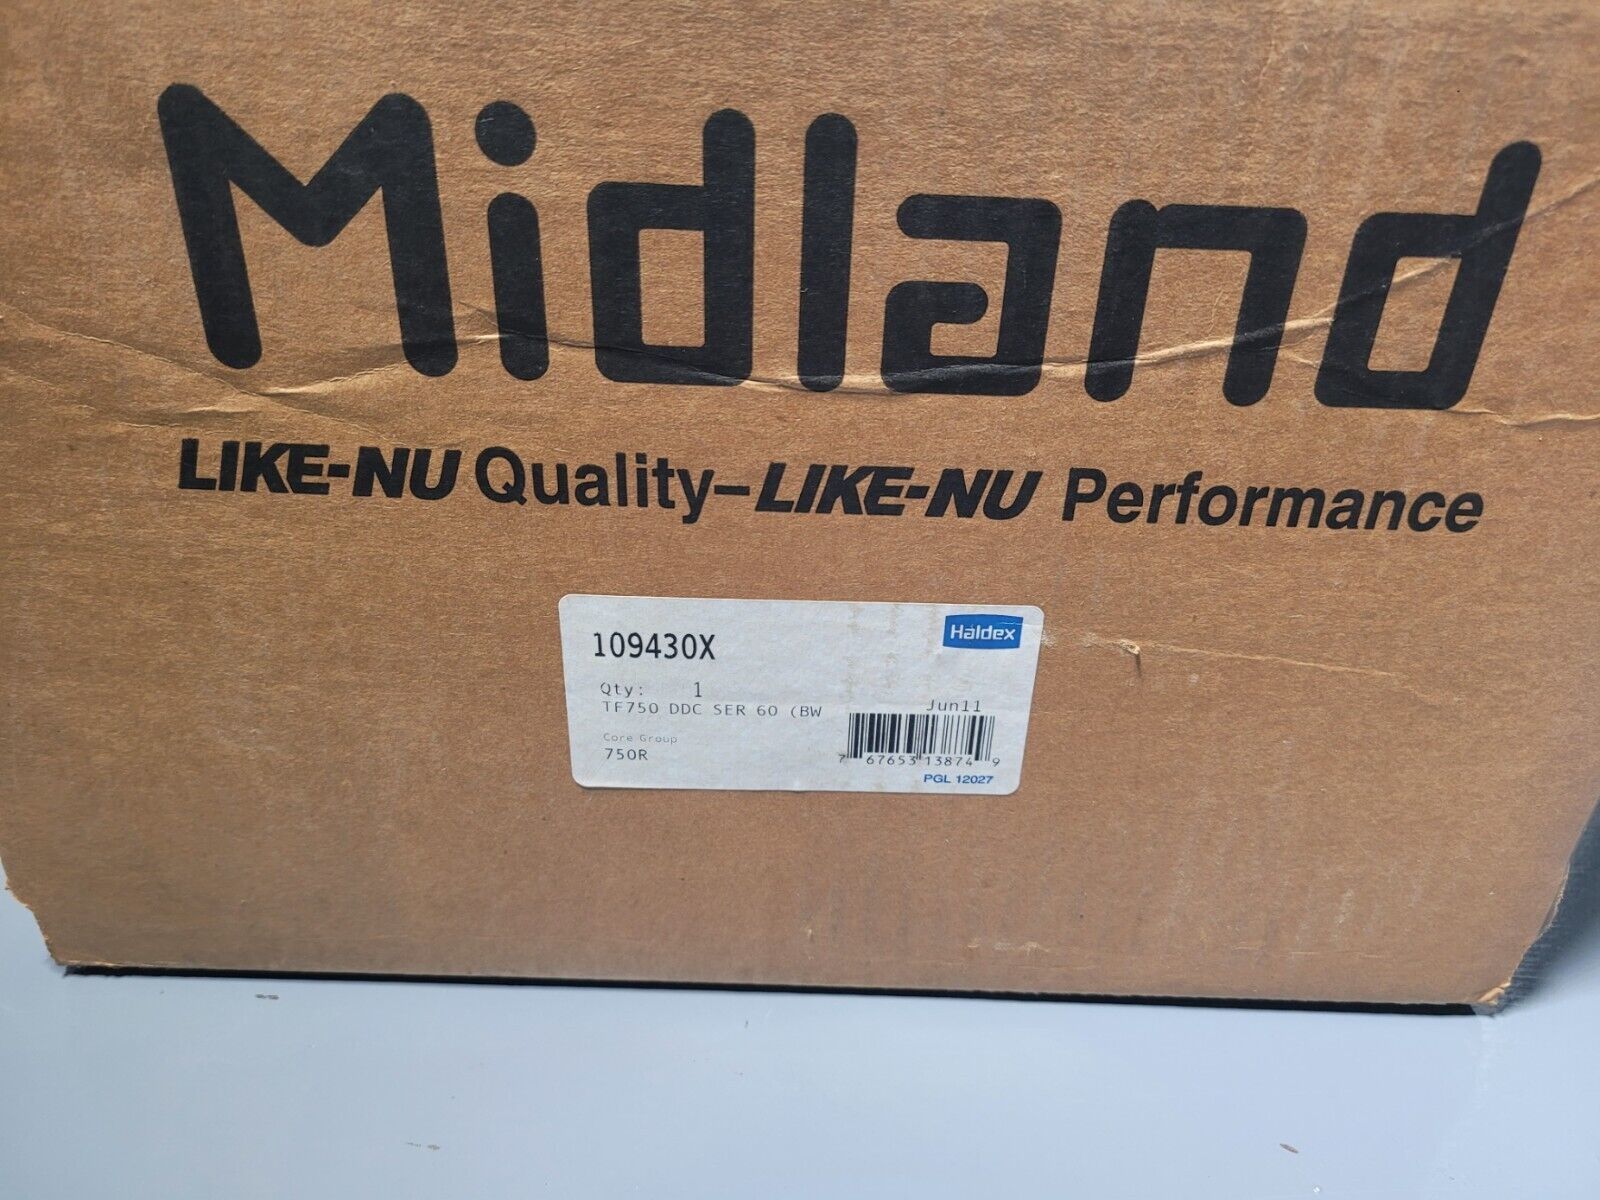 Midland
LIKE-NU Quality-LIKE-NU Performance
109430X
Haldex
Qty: 1
TF750 DDC SER 60 (BW
Jun11
Core Group
750R
7 67653 13874 9
PGL 12027